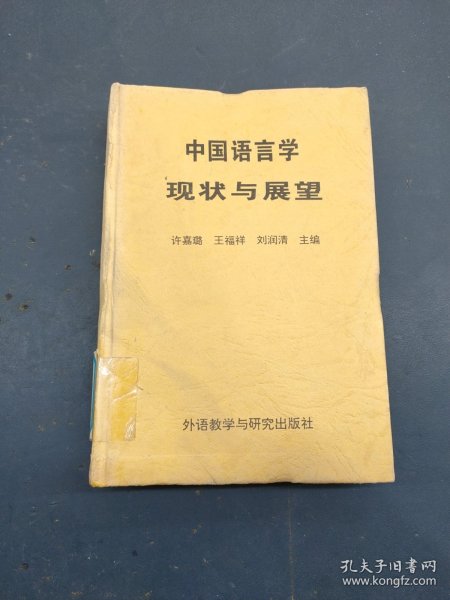 中国语言学
现状与展望
许嘉璐 王福祥 刘润清 主编
外语教学与研究出版社
孔夫子旧书网
www.kongfz.com